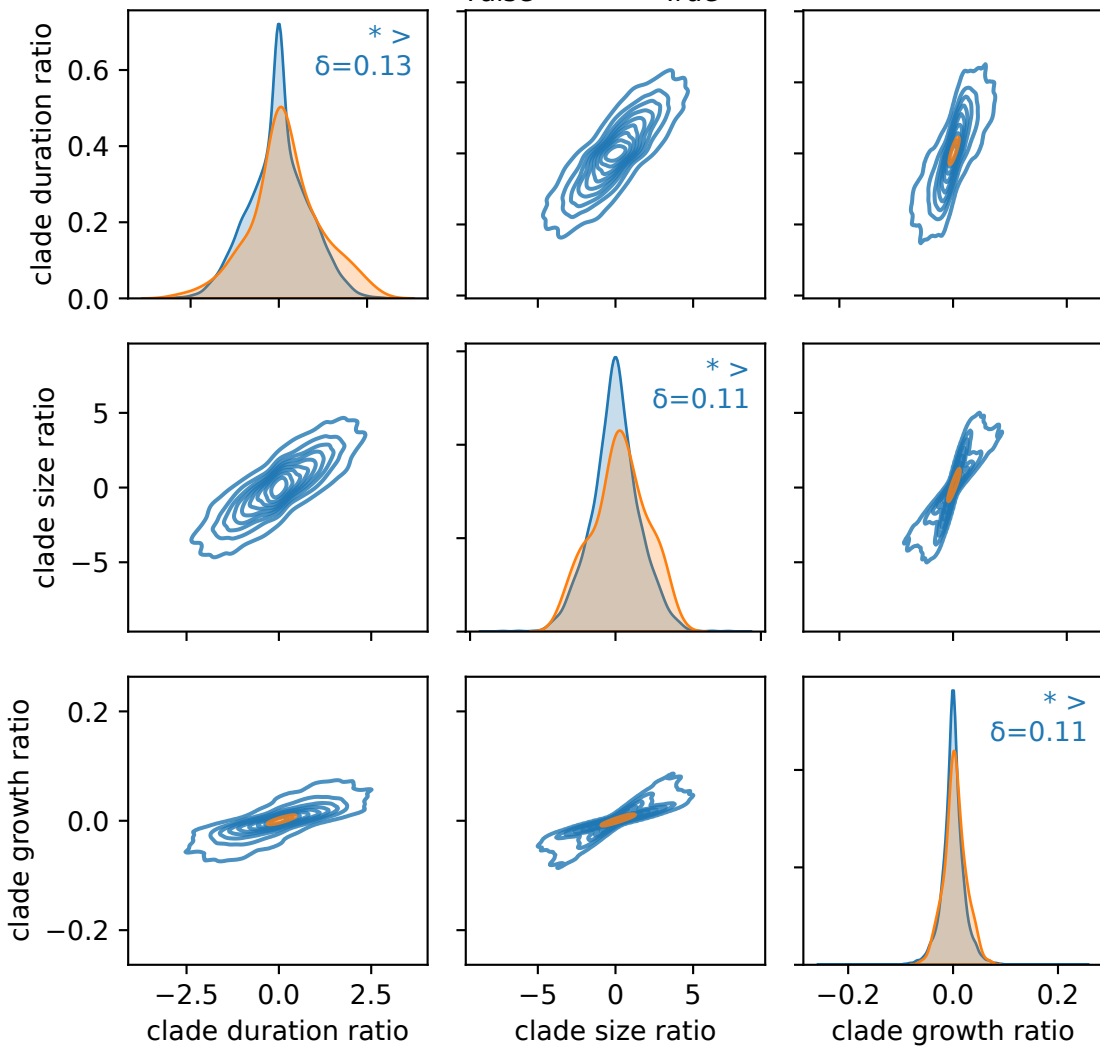 clade duration ratio
0.6
0.4
0.2
0.0
* >
δ=0.13
clade size ratio
5
0
−5
* >
δ=0.11
clade growth ratio
0.2
0.0
−0.2
* >
δ=0.11
−2.5 0.0 2.5
−5 0 5
−0.2 0.0 0.2
clade duration ratio
clade size ratio
clade growth ratio